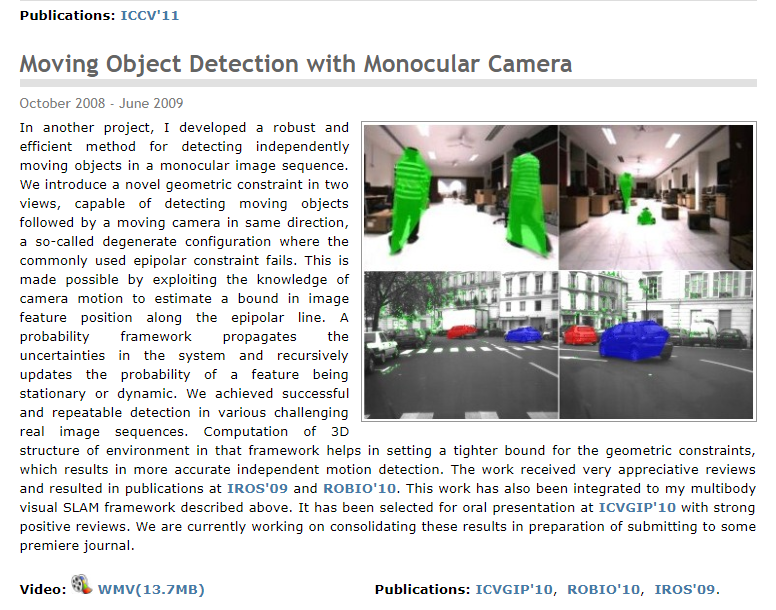 Publications: ICCV'11
Moving Object Detection with Monocular Camera
October 2008 - June 2009
In another project, I developed a robust and
efficient method for detecting independently
moving objects in a monocular image sequence.
We introduce a novel geometric constraint in two
views, capable of detecting moving objects
followed by a moving camera in same direction,
a so-called degenerate configuration where the
commonly used epipolar constraint fails. This is
made possible by exploiting the knowledge of
camera motion to estimate a bound in image
feature position along the epipolar line. A
probability framework propagates the
uncertainties in the system and recursively
updates the probability of a feature being
stationary or dynamic. We achieved successful
and repeatable detection in various challenging
real image sequences. Computation of 3D
structure of environment in that framework helps in setting a tighter bound for the geometric constraints,
which results in more accurate independent motion detection. The work received very appreciative reviews
and resulted in publications at IROS'09 and ROBIO'10. This work has also been integrated to my multibody
visual SLAM framework described above. It has been selected for oral presentation at ICVGIP'10 with strong
positive reviews. We are currently working on consolidating these results in preparation of submitting to some
premiere journal.
Video: WMV(13.7MB)
Publications: ICVGIP'10, ROBIO'10, IROS'09.